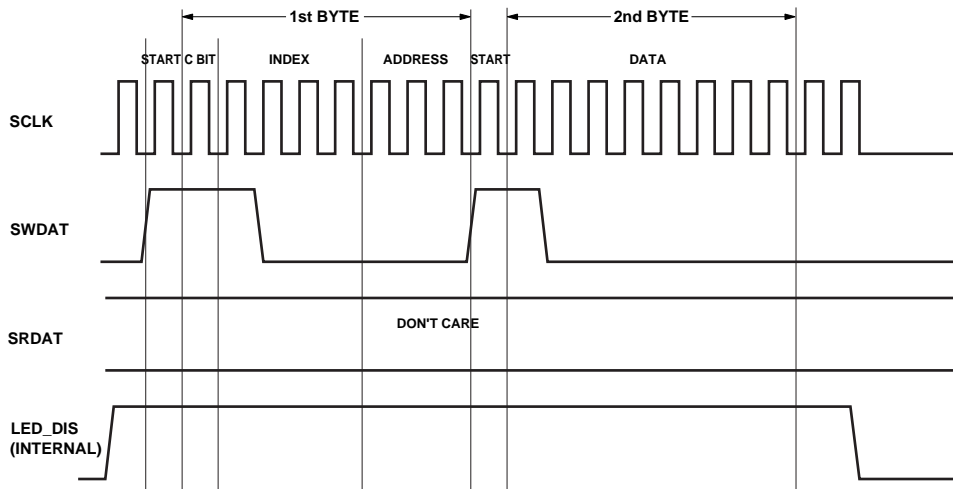 1st BYTE
2nd BYTE
START
C BIT
INDEX
ADDRESS
START
DATA
SCLK
SWDAT
DON'T CARE
SRDAT
LED_DIS
(INTERNAL)